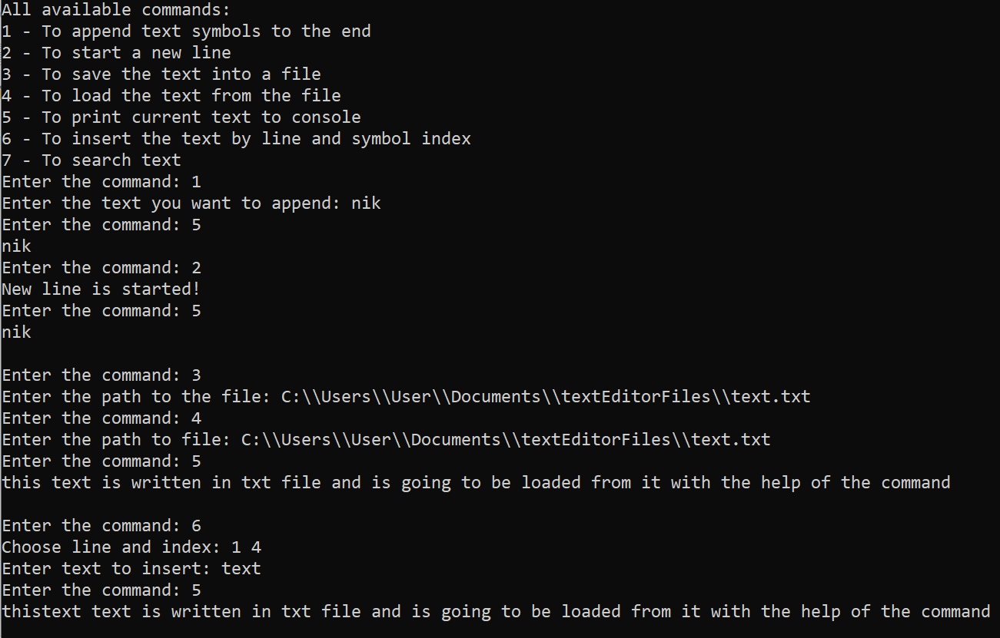 All available commands:
1 - To append text symbols to the end
2 - To start a new line
3 - To save the text into a file
4 - To load the text from the file
5 - To print current text to console
6 - To insert the text by line and symbol index
7 - To search text
Enter the command: 1
Enter the text you want to append: nik
Enter the command: 5
nik
Enter the command: 2
New line is started!
Enter the command: 5
nik
Enter the command: 3
Enter the path to the file: C:\\Users\\User\\Documents\\textEditorFiles\\text.txt
Enter the command: 4
Enter the path to file: C:\\Users\\User\\Documents\\textEditorFiles\\text.txt
Enter the command: 5
this text is written in txt file and is going to be loaded from it with the help of the command
Enter the command: 6
Choose line and index: 1 4
Enter text to insert: text
Enter the command: 5
thistext text is written in txt file and is going to be loaded from it with the help of the command